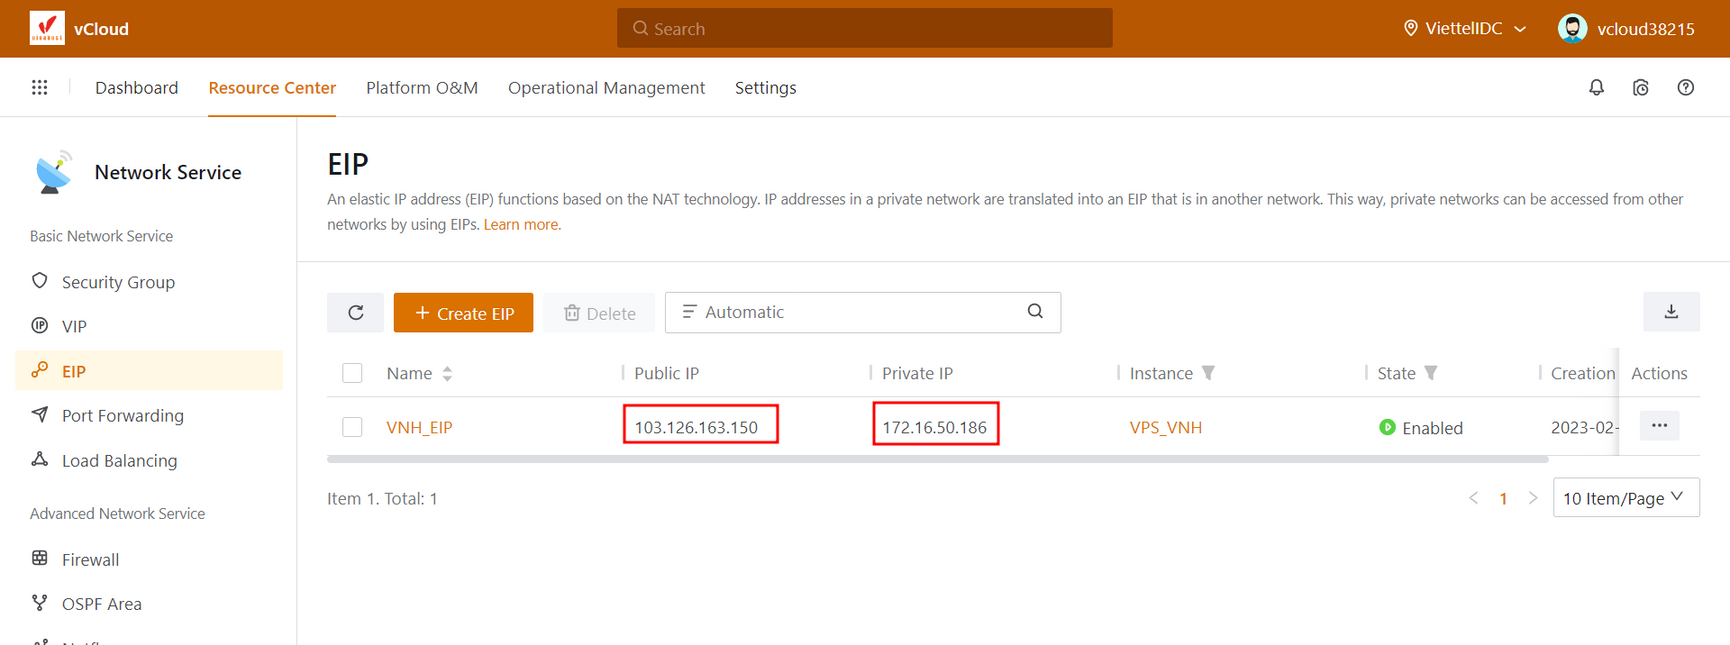 vCloud
Search
ViettelIDC
vcloud38215
Dashboard
Resource Center
Platform O&M
Operational Management
Settings
Network Service
Basic Network Service
Security Group
VIP
EIP
Port Forwarding
Load Balancing
Advanced Network Service
Firewall
OSPF Area
EIP
An elastic IP address (EIP) functions based on the NAT technology. IP addresses in a private network are translated into an EIP that is in another network. This way, private networks can be accessed from other
networks by using EIPs. Learn more.
+ Create EIP
Delete
Automatic
Name
Public IP
Private IP
Instance
State
Creation
Actions
VNH_EIP
103.126.163.150
172.16.50.186
VPS_VNH
Enabled
2023-02-
Item 1. Total: 1
< 1 >
10 Item/Page